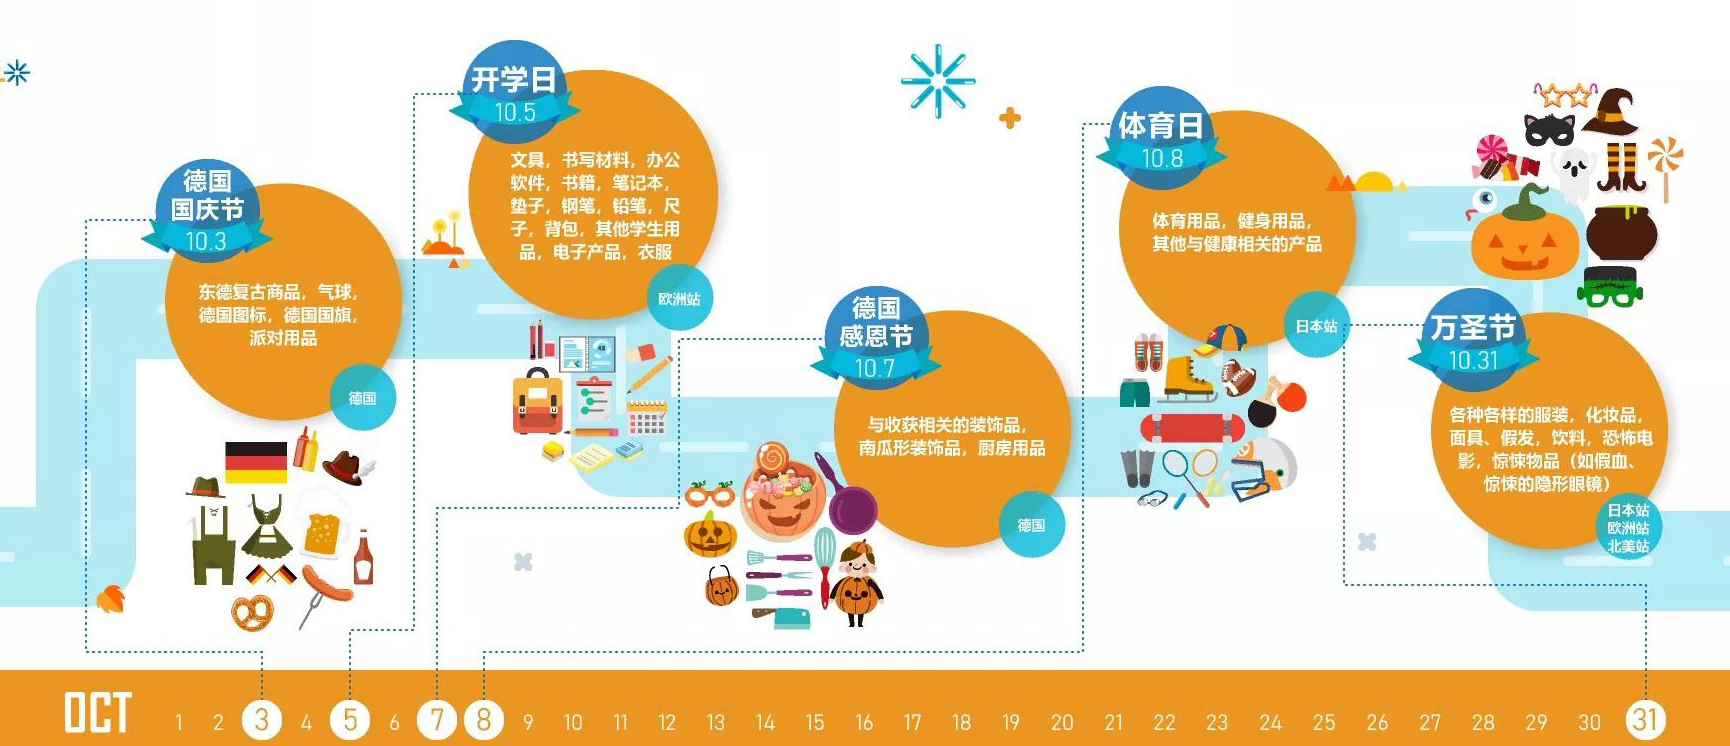 德国
国庆节
10.3
东德复古商品，气球，
德国图标，德国国旗，
派对用品
德国
开学日
10.5
文具，书写材料，办公
软件，书籍，笔记本，
垫子，钢笔，铅笔，尺
子，背包，其他学生用
品，电子产品，衣服
欧洲站
德国
感恩节
10.7
与收获相关的装饰品，
南瓜形装饰品，厨房用品
德国
体育日
10.8
体育用品，健身用品，
其他与健康相关的产品
日本站
万圣节
10.31
各种各样的服装，化妆品，
面具、假发，饮料，恐怖电
影，惊悚物品（如假血、
惊悚的隐形眼镜）
日本站
欧洲站
北美站
OCT 1 2 3 4 5 6 7 8 9 10 11 12 13 14 15 16 17 18 19 20 21 22 23 24 25 26 27 28 29 30 31